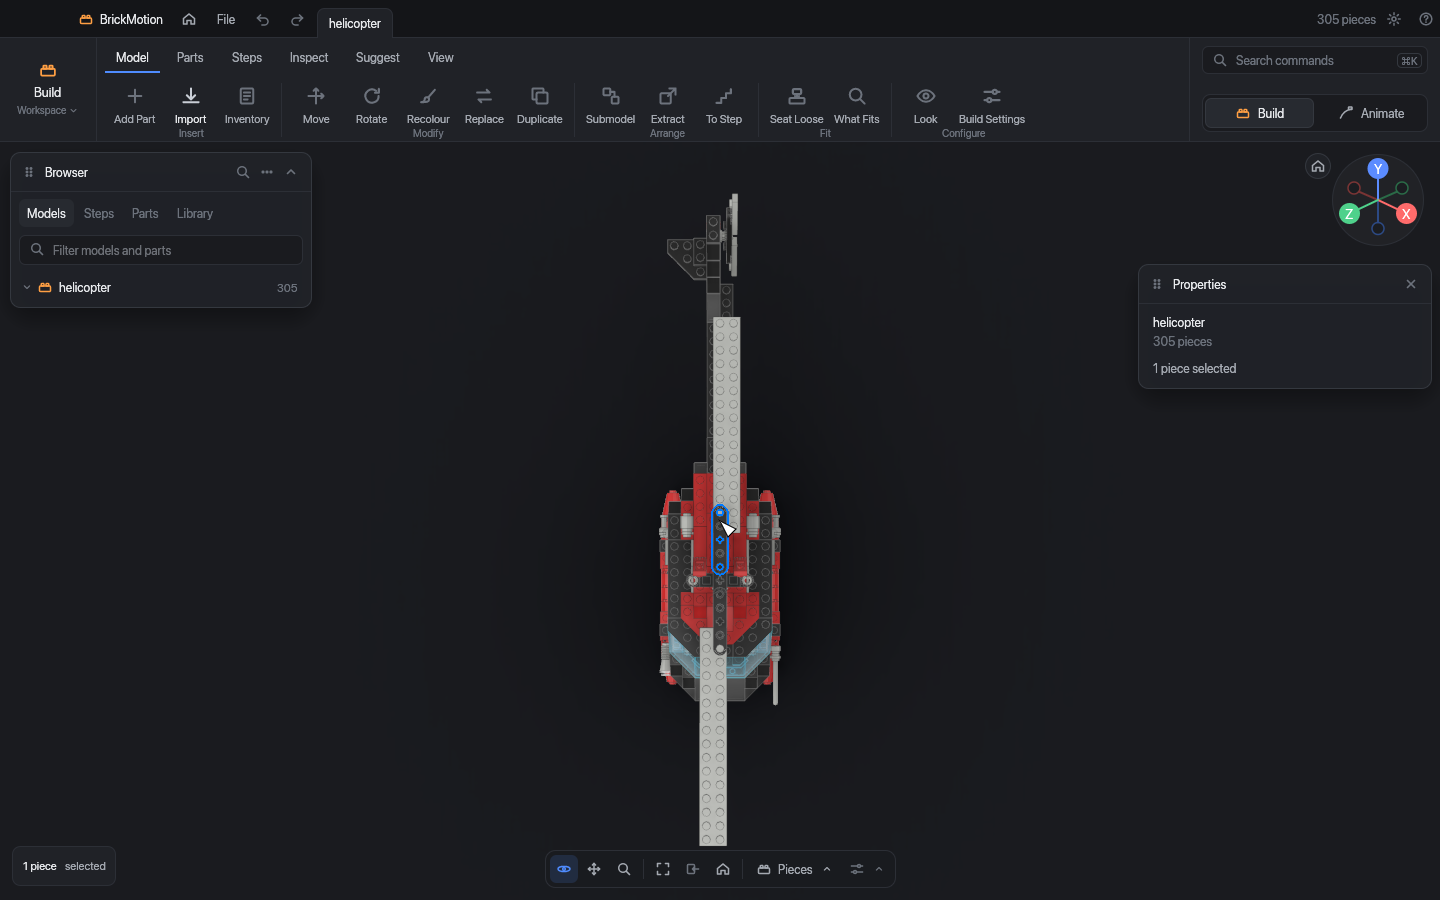 BrickMotion
File
helicopter
305 pieces
Build
Workspace
Model
Parts
Steps
Inspect
Suggest
View
Add Part
Import
Inventory
Insert
Move
Rotate
Recolour
Replace
Duplicate
Modify
Submodel
Extract
To Step
Arrange
Seat Loose
What Fits
Fit
Look
Build Settings
Configure
Search commands
⌘K
Build
Animate
Browser
Models
Steps
Parts
Library
Filter models and parts
helicopter
305
Y
Z
X
Properties
helicopter
305 pieces
1 piece selected
1 piece selected
Pieces